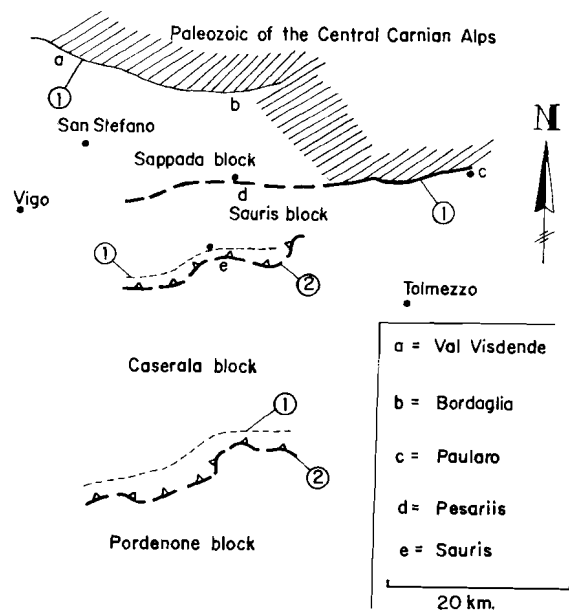 Paleozoic of the Central Carnian Alps
a
1
b
San Stefano
N
Sappada block
c
Vigo
d
Sauris block
1
1
e
2
Tolmezzo
a = Val Visdende
Caserala block
b = Bordaglia
1
c = Paularo
2
d = Pesariis
Pordenone block
e = Sauris
20 km.